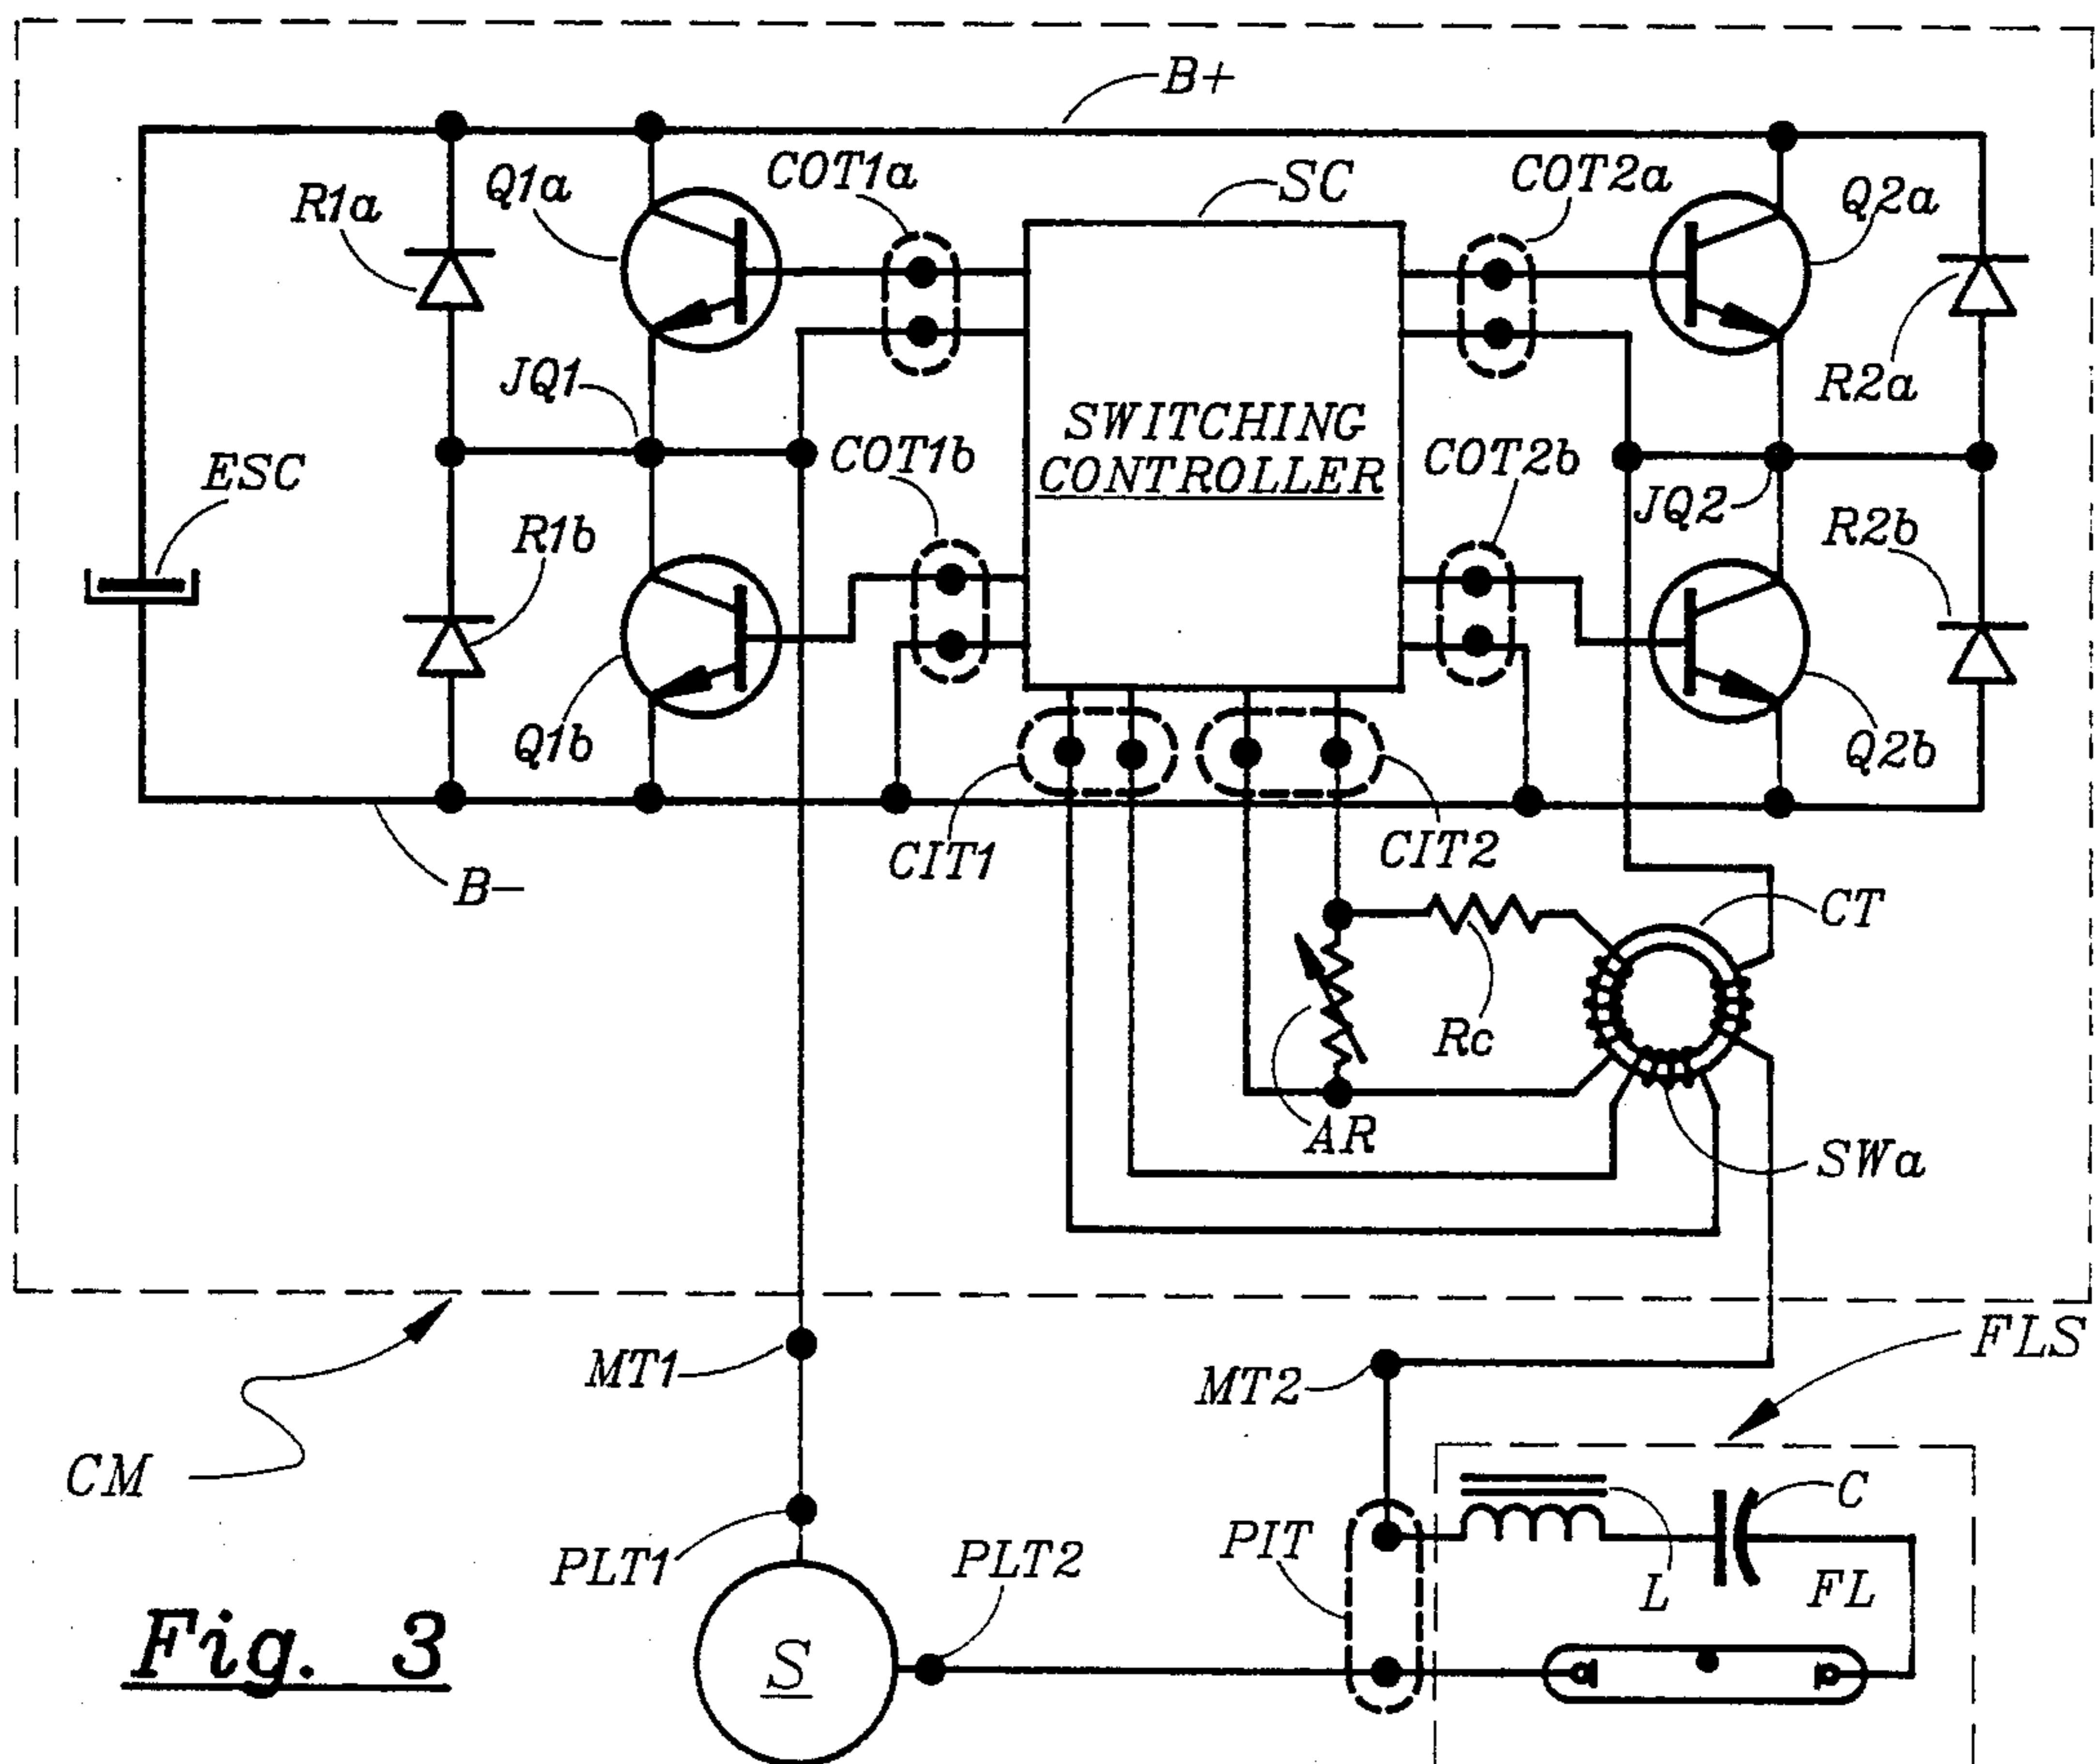 B+
COT1a
SC
COT2a
Q1a
Q2a
R1a
JQ1
SWITCHING
CONTROLLER
R2a
COT1b
COT2b
ESC
JQ2
R1b
R2b
Q1b
Q2b
CIT1
CIT2
B-
CT
Rc
AR
SWa
MT1
MT2
FLS
CM
C
PLT1
PLT2
PIT
L
FL
S
Fig. 3